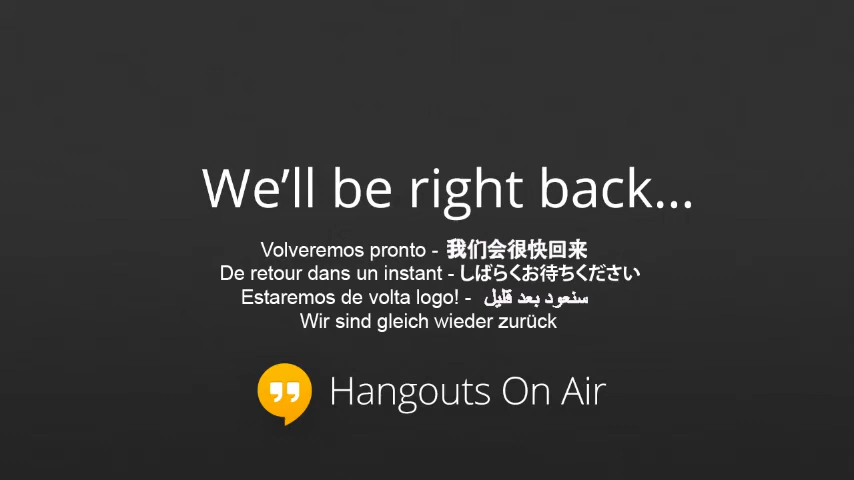 We'll be right back...
Volveremos pronto - 我们会很快回来
De retour dans un instant - しばらくお待ちください
Estaremos de volta logo! - سنعود بعد قليل
Wir sind gleich wieder zurück
Hangouts On Air